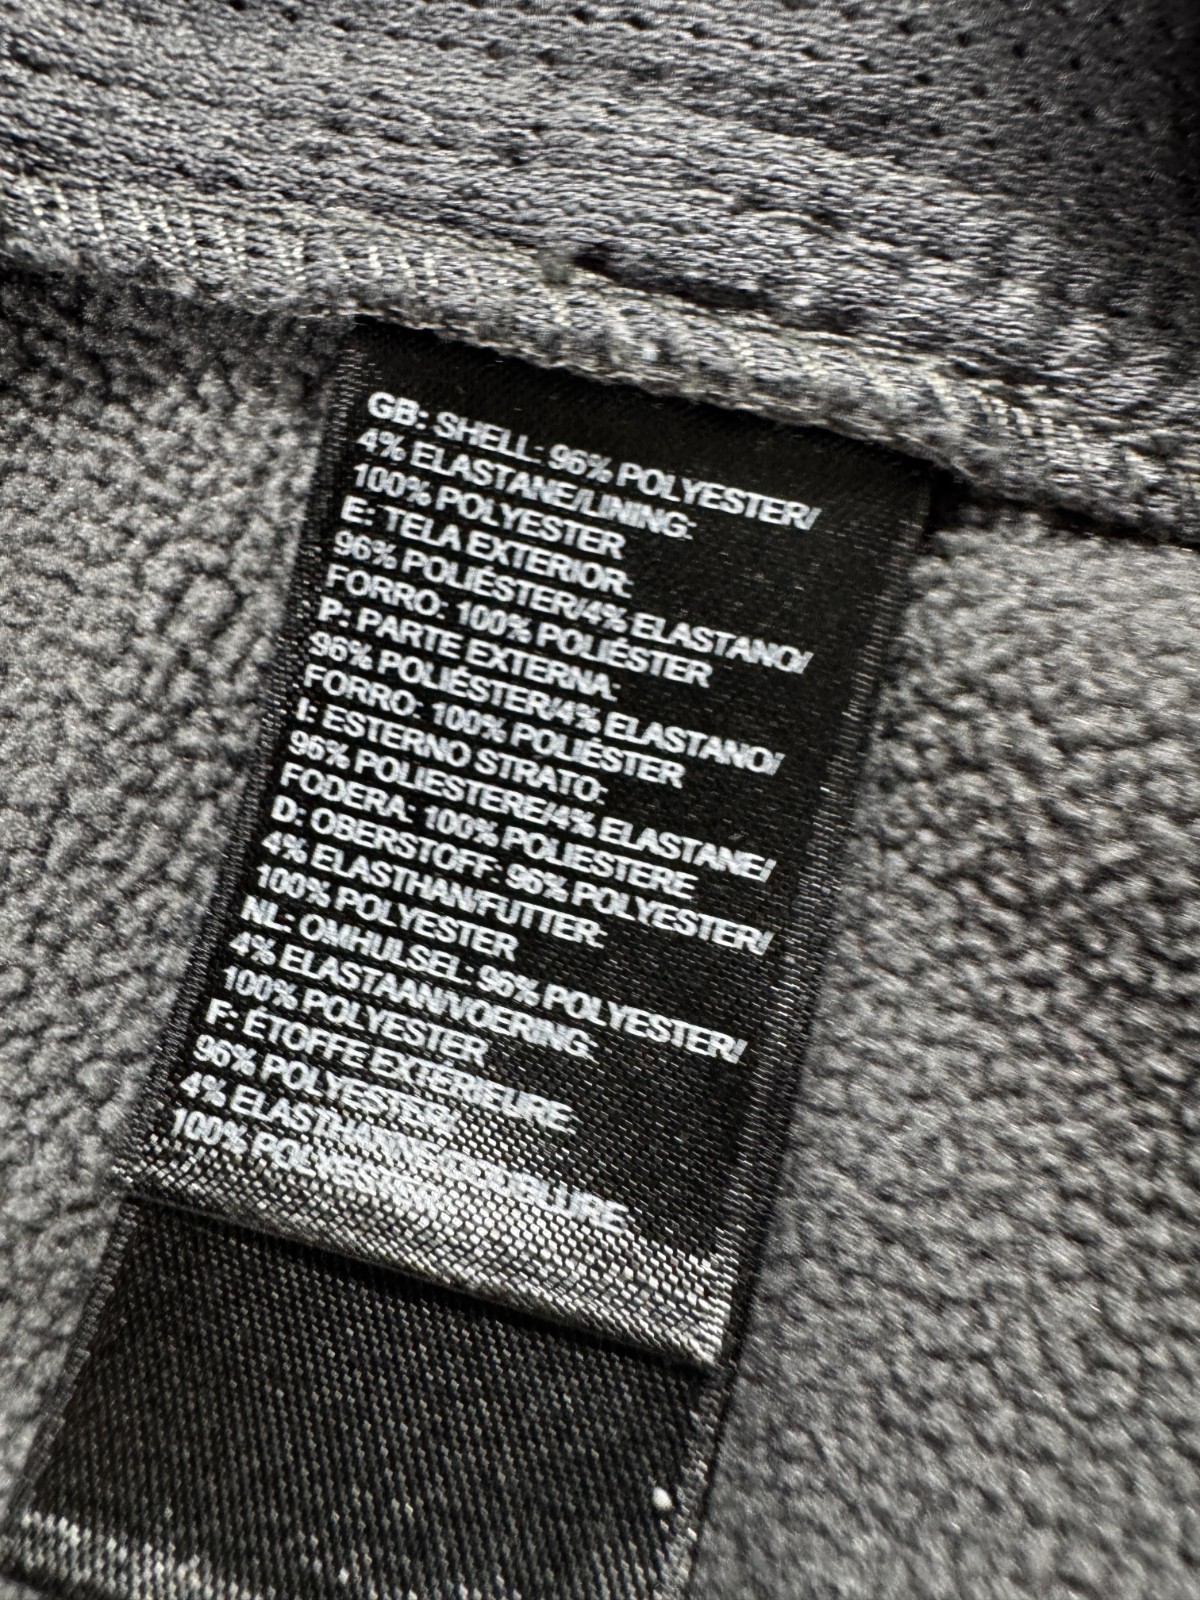 GB: SHELL: 96% POLYESTER/
4% ELASTANE/LINING:
100% POLYESTER
E: TELA EXTERIOR:
96% POLIÉSTER/4% ELASTANO/
FORRO: 100% POLIÉSTER
P: PARTE EXTERNA:
96% POLIÉSTER/4% ELASTANO/
FORRO: 100% POLIÉSTER
I: ESTERNO STRATO:
96% POLIESTERE/4% ELASTANE/
FODERA: 100% POLIESTERE
D: OBERSTOFF: 96% POLYESTER/
4% ELASTHAN/FUTTER:
100% POLYESTER
NL: OMHULSEL: 96% POLYESTER/
4% ELASTAAN/VOERING:
100% POLYESTER
F: ÉTOFFE EXTÉRIEURE:
96% POLYESTER/
4% ELASTHANNE/DOUBLURE:
100% POLYESTER